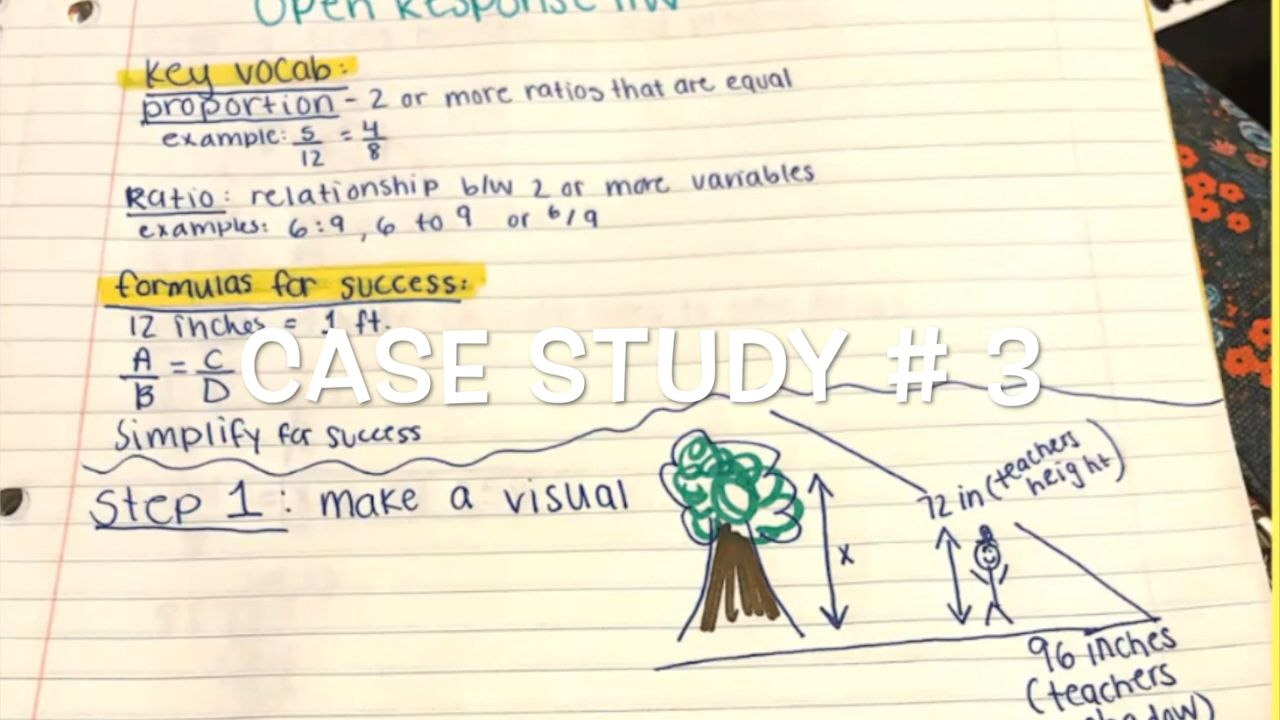 Open Response HW
key vocab:
proportion - 2 or more ratios that are equal
example: 5/12 = 4/8
Ratio: relationship b/w 2 or more variables
examples: 6:9, 6 to 9 or 6/9
formulas for success:
12 inches = 1 ft.
A/B = C/D
CASE STUDY # 3
Simplify for success
Step 1: make a visual
x
72 in (teachers
height)
96 inches
(teachers
shadow)